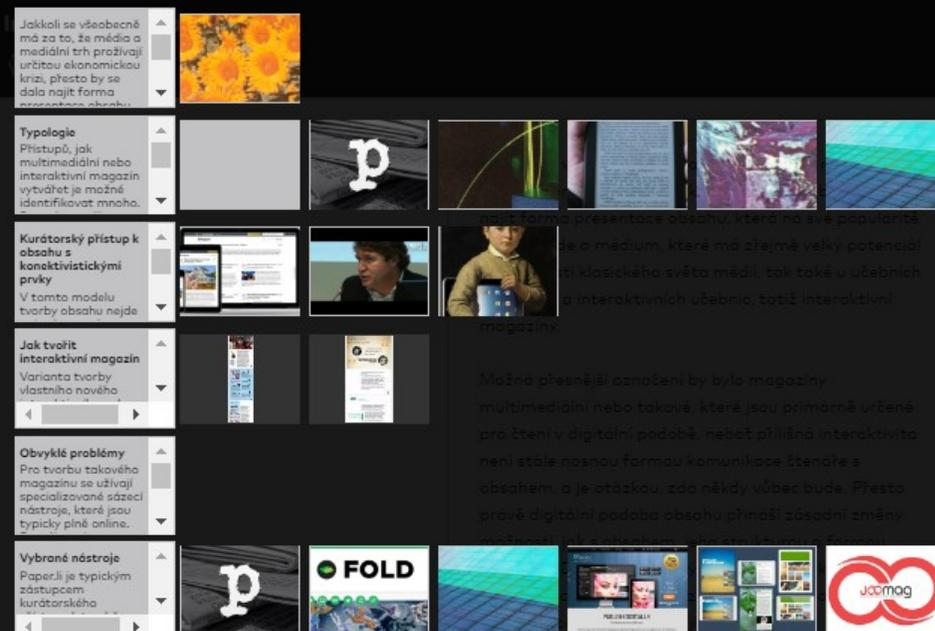 Jakkoli se všeobecně
má za to, že média a
mediální trh prožívají
určitou ekonomickou
krizi, přesto by se
dala najít forma
presentace obsahu
Typologie
Přístupů, jak
multimediální nebo
interaktivní magazín
vytvářet je možné
identifikovat mnoho.
p
najít forma presentace obsahu, která na své popularitě
de o médium, které má zřejmě velký potenciál
sti klasického světa médií, tak také u učebních
a interaktivních učebnic, totiž interaktivní
magazíny.
Kurátorský přístup k
obsahu s
konektivistickými
prvky
V tomto modelu
tvorby obsahu nejde
Jak tvořit
interaktivní magazín
Varianta tvorby
vlastního nového
Možná přesnější označení by bylo magazíny
multimediální nebo takové, které jsou primárně určené
pro čtení v digitální podobě, neboť přílišná interaktivita
není stále nosnou formou komunikace čtenáře s
obsahem, a je otázkou, zda někdy vůbec bude. Přesto
právě digitální podoba obsahu přináší zásadní změny
Obvyklé problémy
Pro tvorbu takového
magazínu se užívají
specializované sázecí
nástroje, které jsou
typicky plně online.
Vybrané nástroje
Paper.li je typickým
zástupcem
kurátorského
p
FOLD
joomag